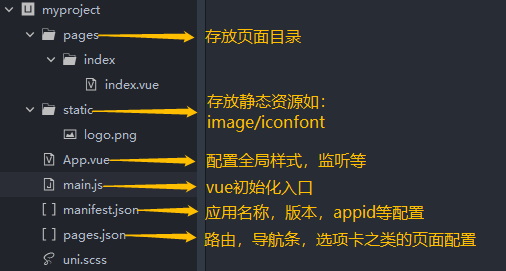 myproject
pages
存放页面目录
index
index.vue
static
存放静态资源如：
image/iconfont
logo.png
App.vue
配置全局样式，监听等
main.js
vue初始化入口
manifest.json
应用名称，版本，appid等配置
pages.json
路由，导航条，选项卡之类的页面配置
uni.scss